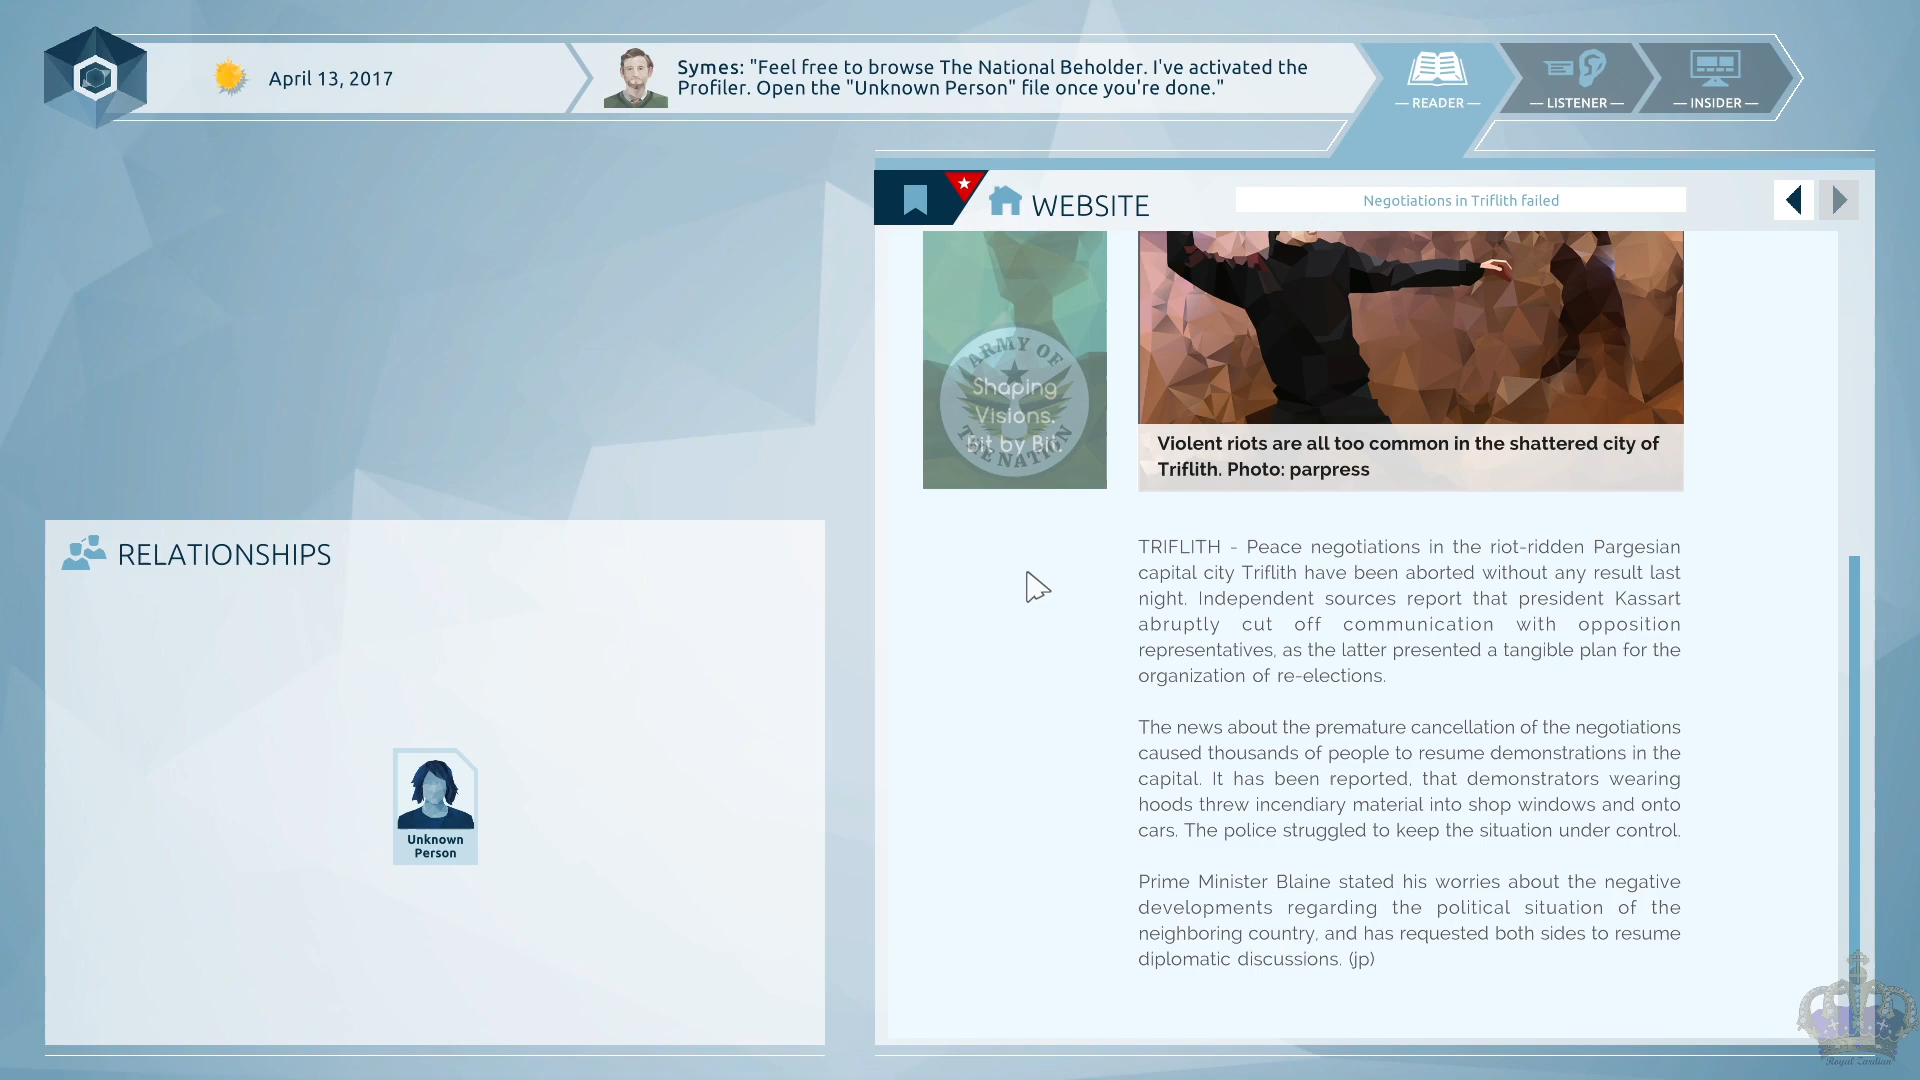 April 13, 2017
Symes: "Feel free to browse The National Beholder. I've activated the
Profiler. Open the "Unknown Person" file once you're done."
— READER —
— LISTENER —
— INSIDER —
WEBSITE
Negotiations in Triflith failed
ARMY OF
Shaping
Visions.
Bit by Bit.
THE NATION
Violent riots are all too common in the shattered city of
Triflith. Photo: parpress
RELATIONSHIPS
Unknown
Person
TRIFLITH - Peace negotiations in the riot-ridden Pargesian
capital city Triflith have been aborted without any result last
night. Independent sources report that president Kassart
abruptly cut off communication with opposition
representatives, as the latter presented a tangible plan for the
organization of re-elections.
The news about the premature cancellation of the negotiations
caused thousands of people to resume demonstrations in the
capital. It has been reported, that demonstrators wearing
hoods threw incendiary material into shop windows and onto
cars. The police struggled to keep the situation under control.
Prime Minister Blaine stated his worries about the negative
developments regarding the political situation of the
neighboring country, and has requested both sides to resume
diplomatic discussions. (jp)
Royal Zardian